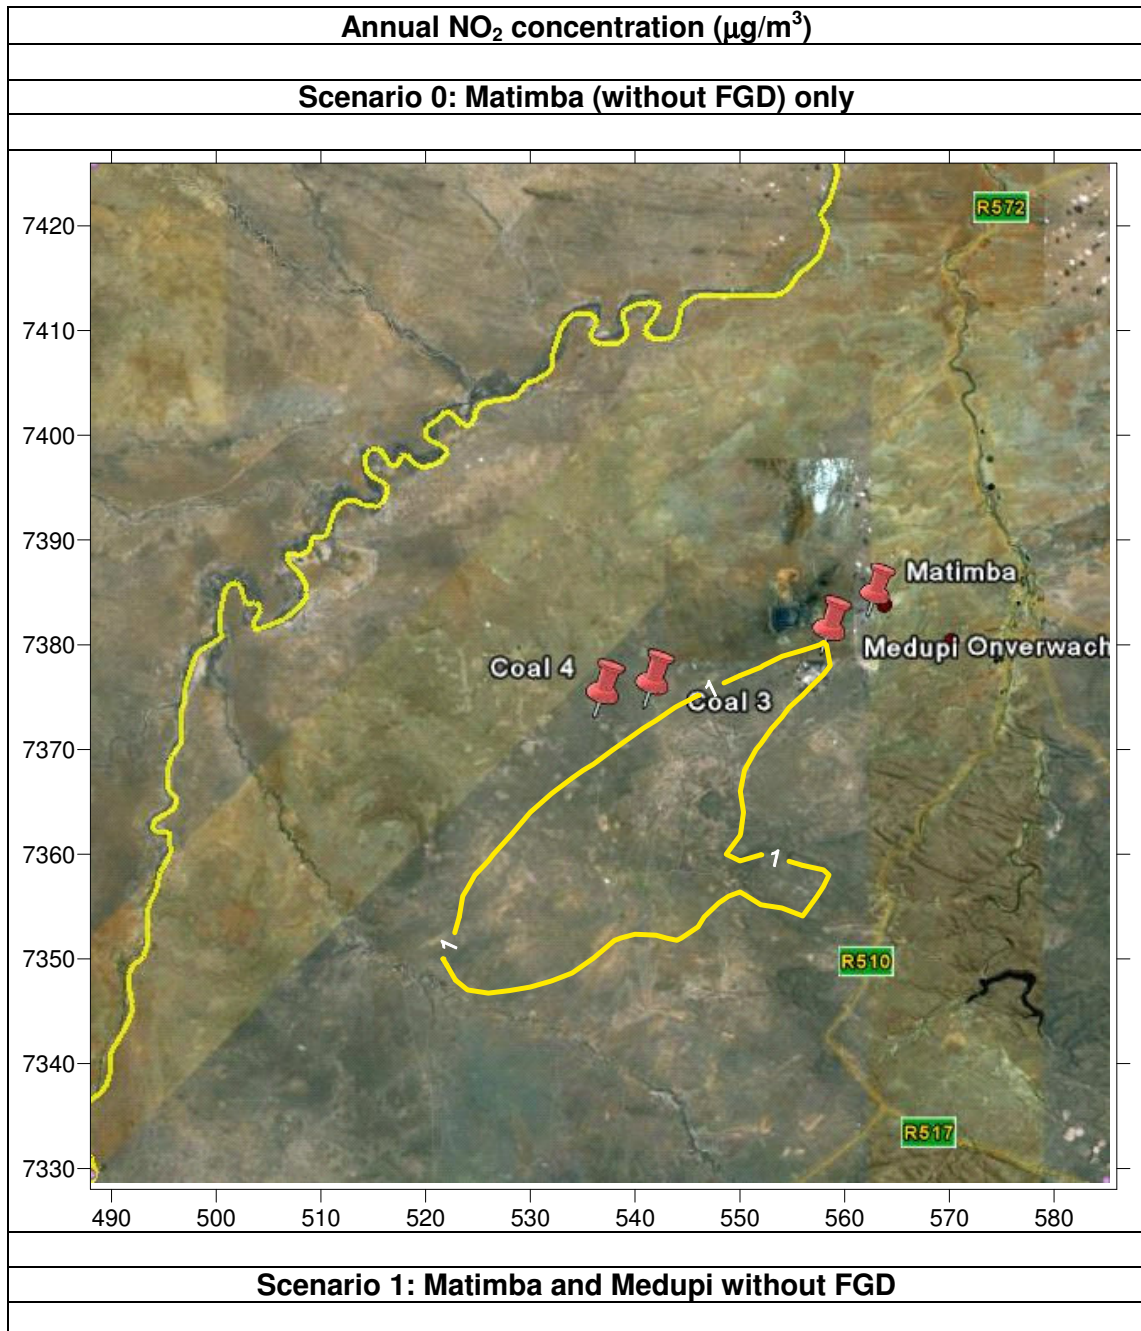 Annual NO₂ concentration (µg/m³)
Scenario 0: Matimba (without FGD) only
7420
7410
7400
7390
7380
7370
7360
7350
7340
7330
R572
Matimba
Medupi Onverwach
Coal 4
Coal 3
1
1
1
R510
R517
490 500 510 520 530 540 550 560 570 580
Scenario 1: Matimba and Medupi without FGD